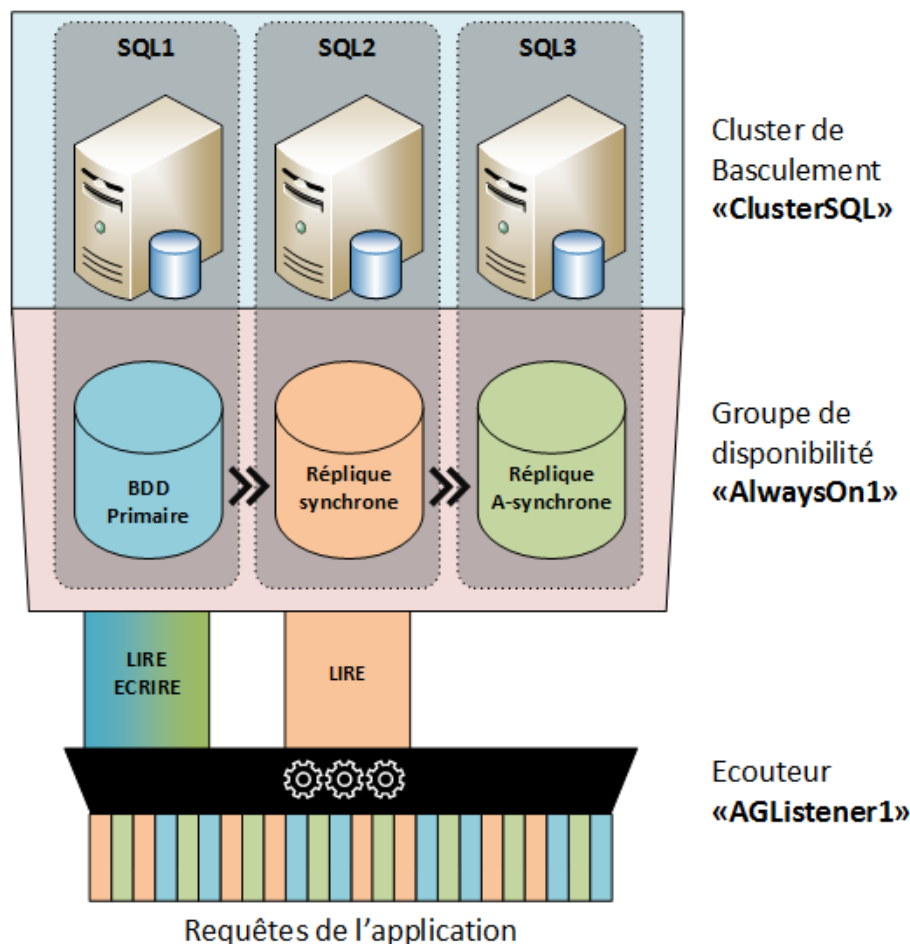 SQL1
SQL2
SQL3
Cluster de
Basculement
«ClusterSQL»
BDD
Primaire
Réplique
synchrone
Réplique
A-synchrone
Groupe de
disponibilité
«AlwaysOn1»
LIRE
ECRIRE
LIRE
Ecouteur
«AGListener1»
Requêtes de l’application